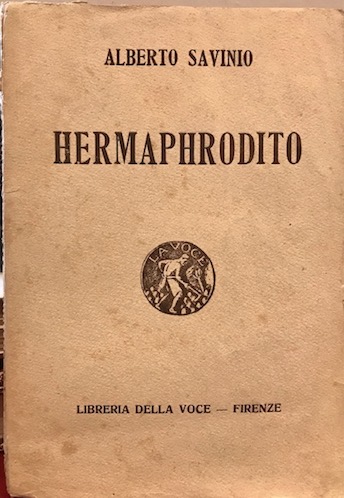 ALBERTO SAVINIO
HERMAPHRODITO
LA VOCE
LIBRERIA DELLA VOCE — FIRENZE